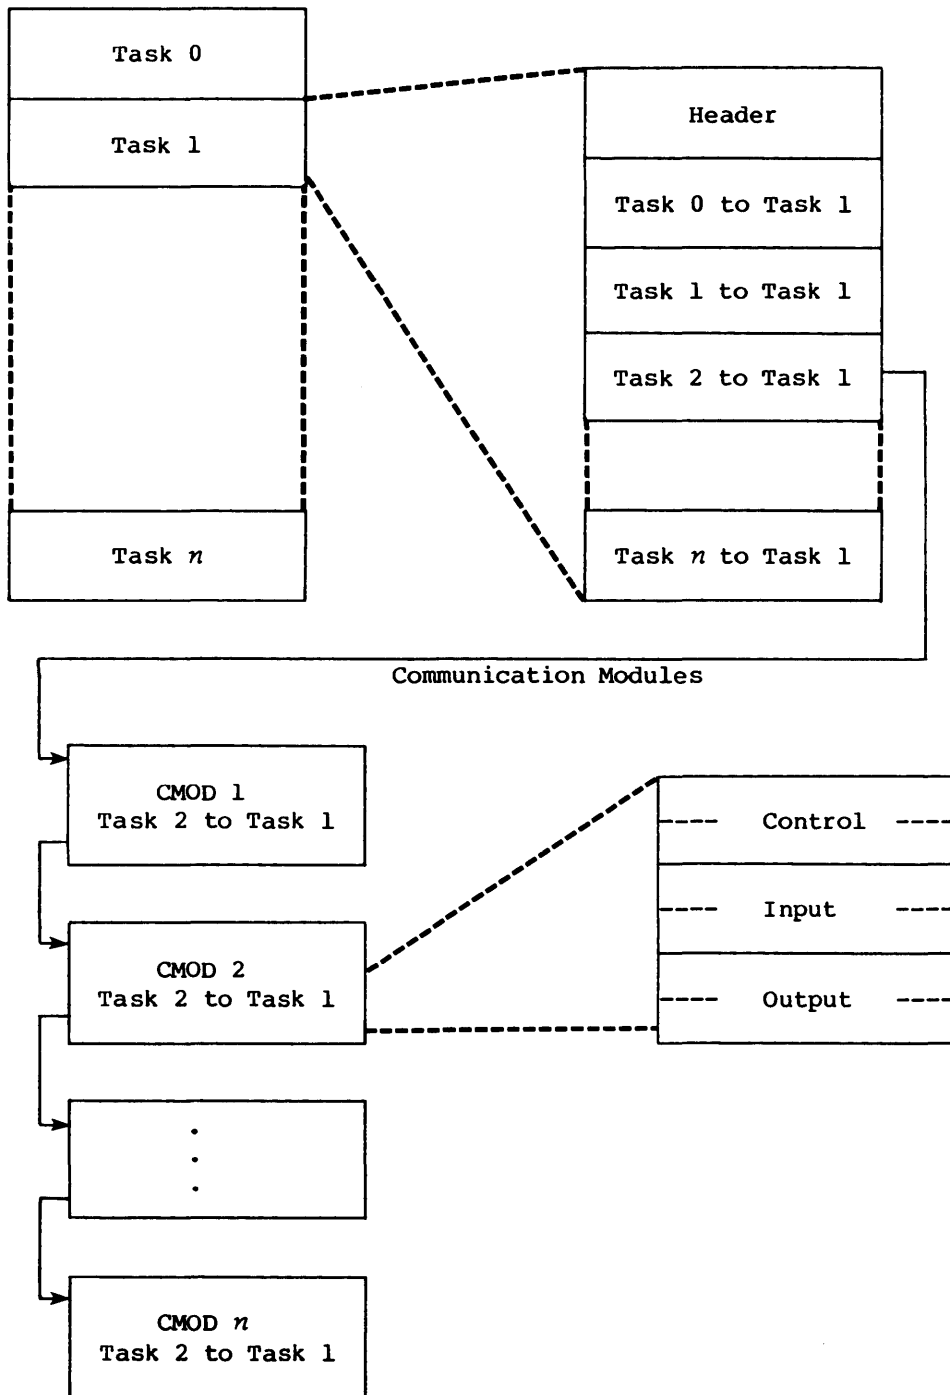 Task 0
Task 1
Task n
Header
Task 0 to Task 1
Task 1 to Task 1
Task 2 to Task 1
Task n to Task 1
Communication Modules
CMOD 1
Task 2 to Task 1
CMOD 2
Task 2 to Task 1
CMOD n
Task 2 to Task 1
Control
Input
Output